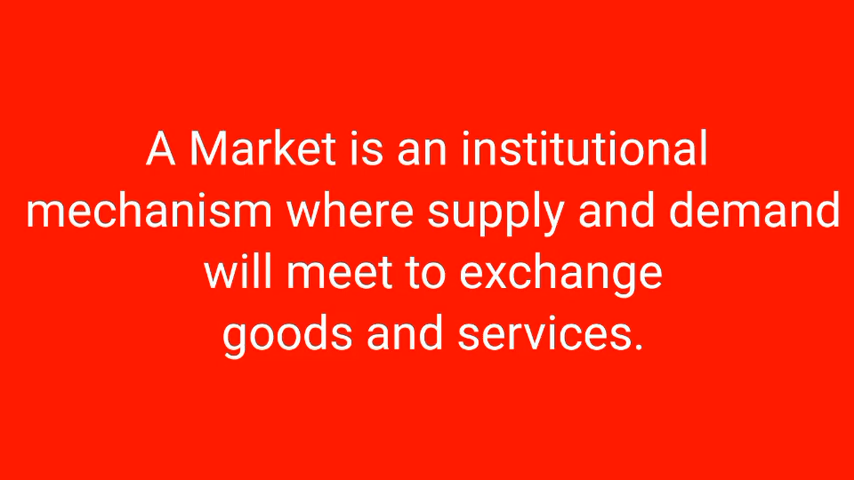 A Market is an institutional
mechanism where supply and demand
will meet to exchange
goods and services.